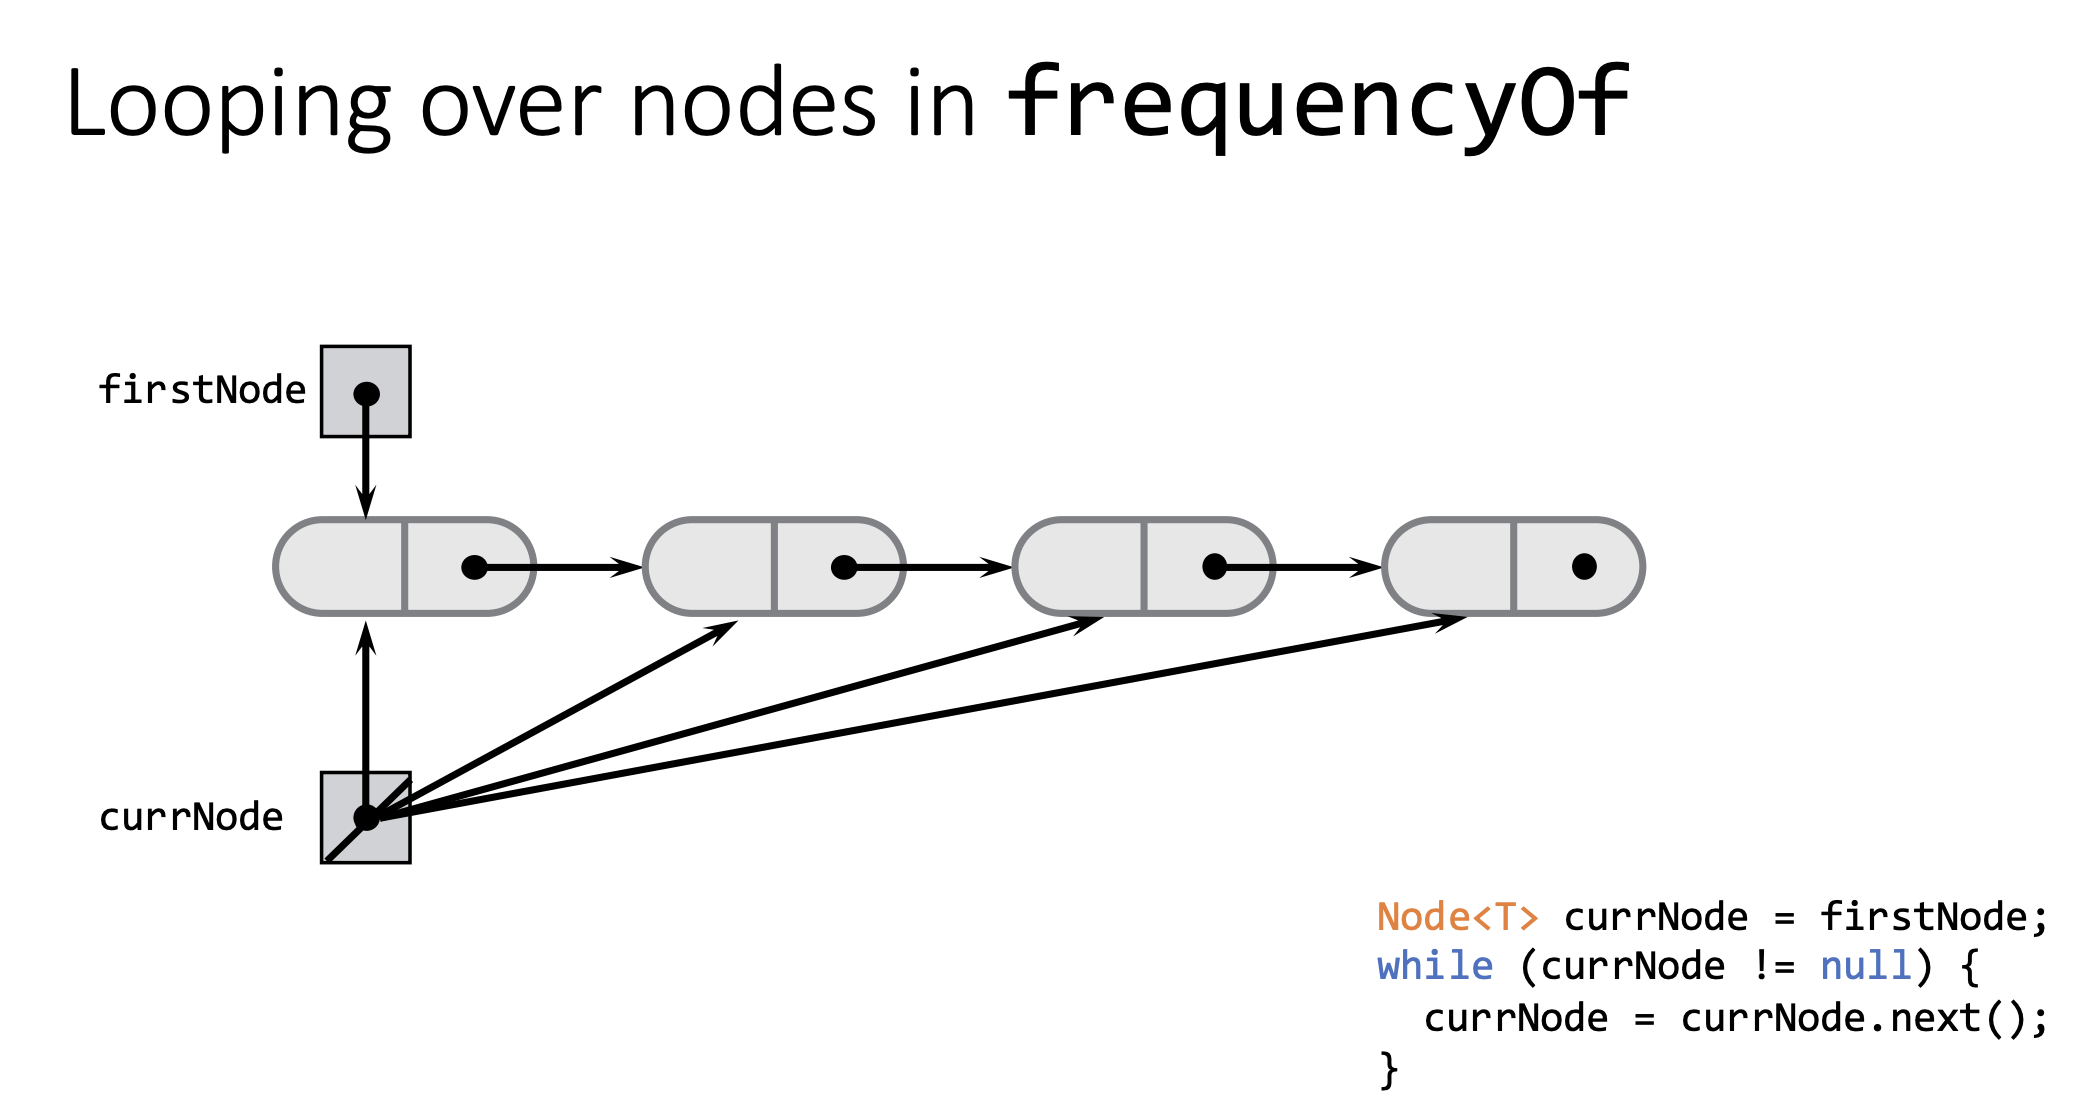 Looping over nodes in frequencyOf
firstNode
currNode
Node<T> currNode = firstNode;
while (currNode != null) {
  currNode = currNode.next();
}